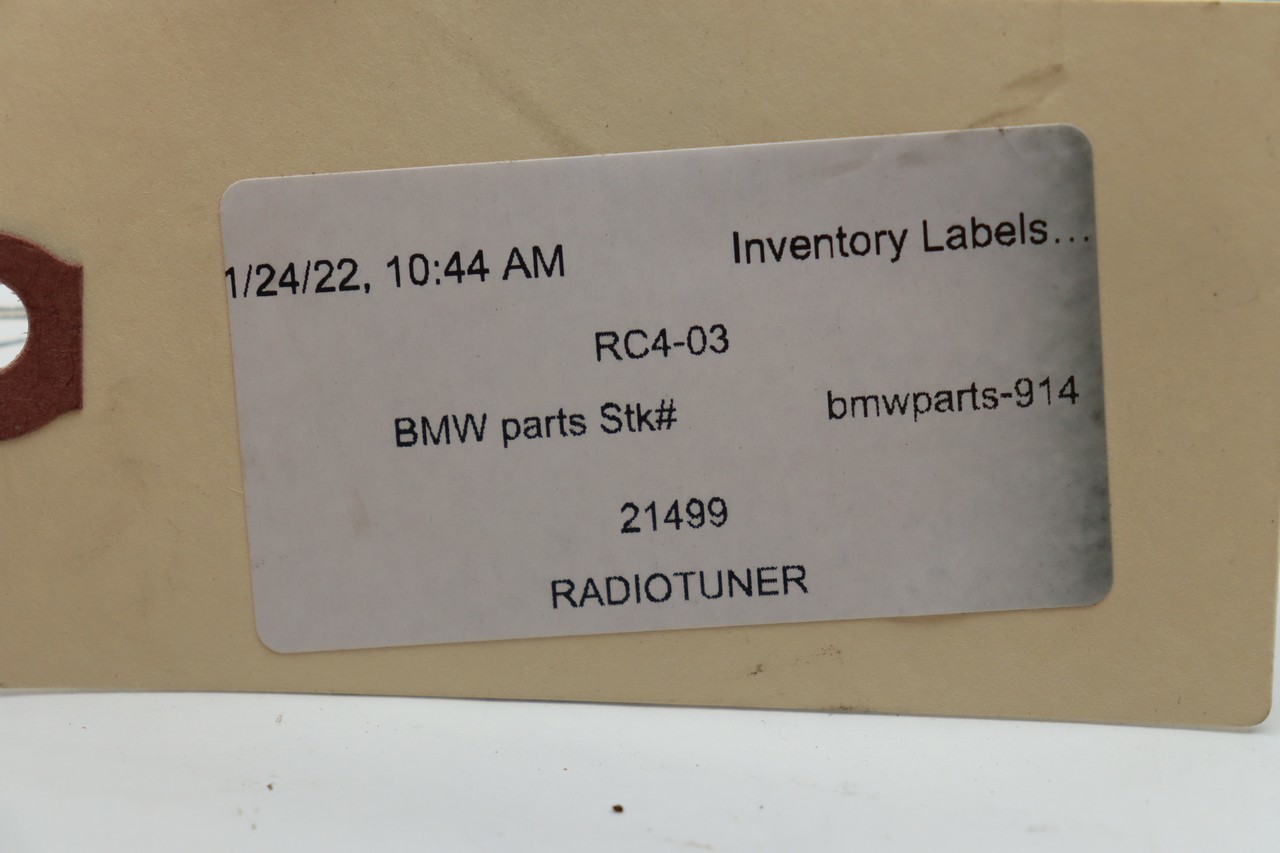 1/24/22, 10:44 AM Inventory Labels...
RC4-03
BMW parts Stk# bmwparts-914
21499
RADIOTUNER